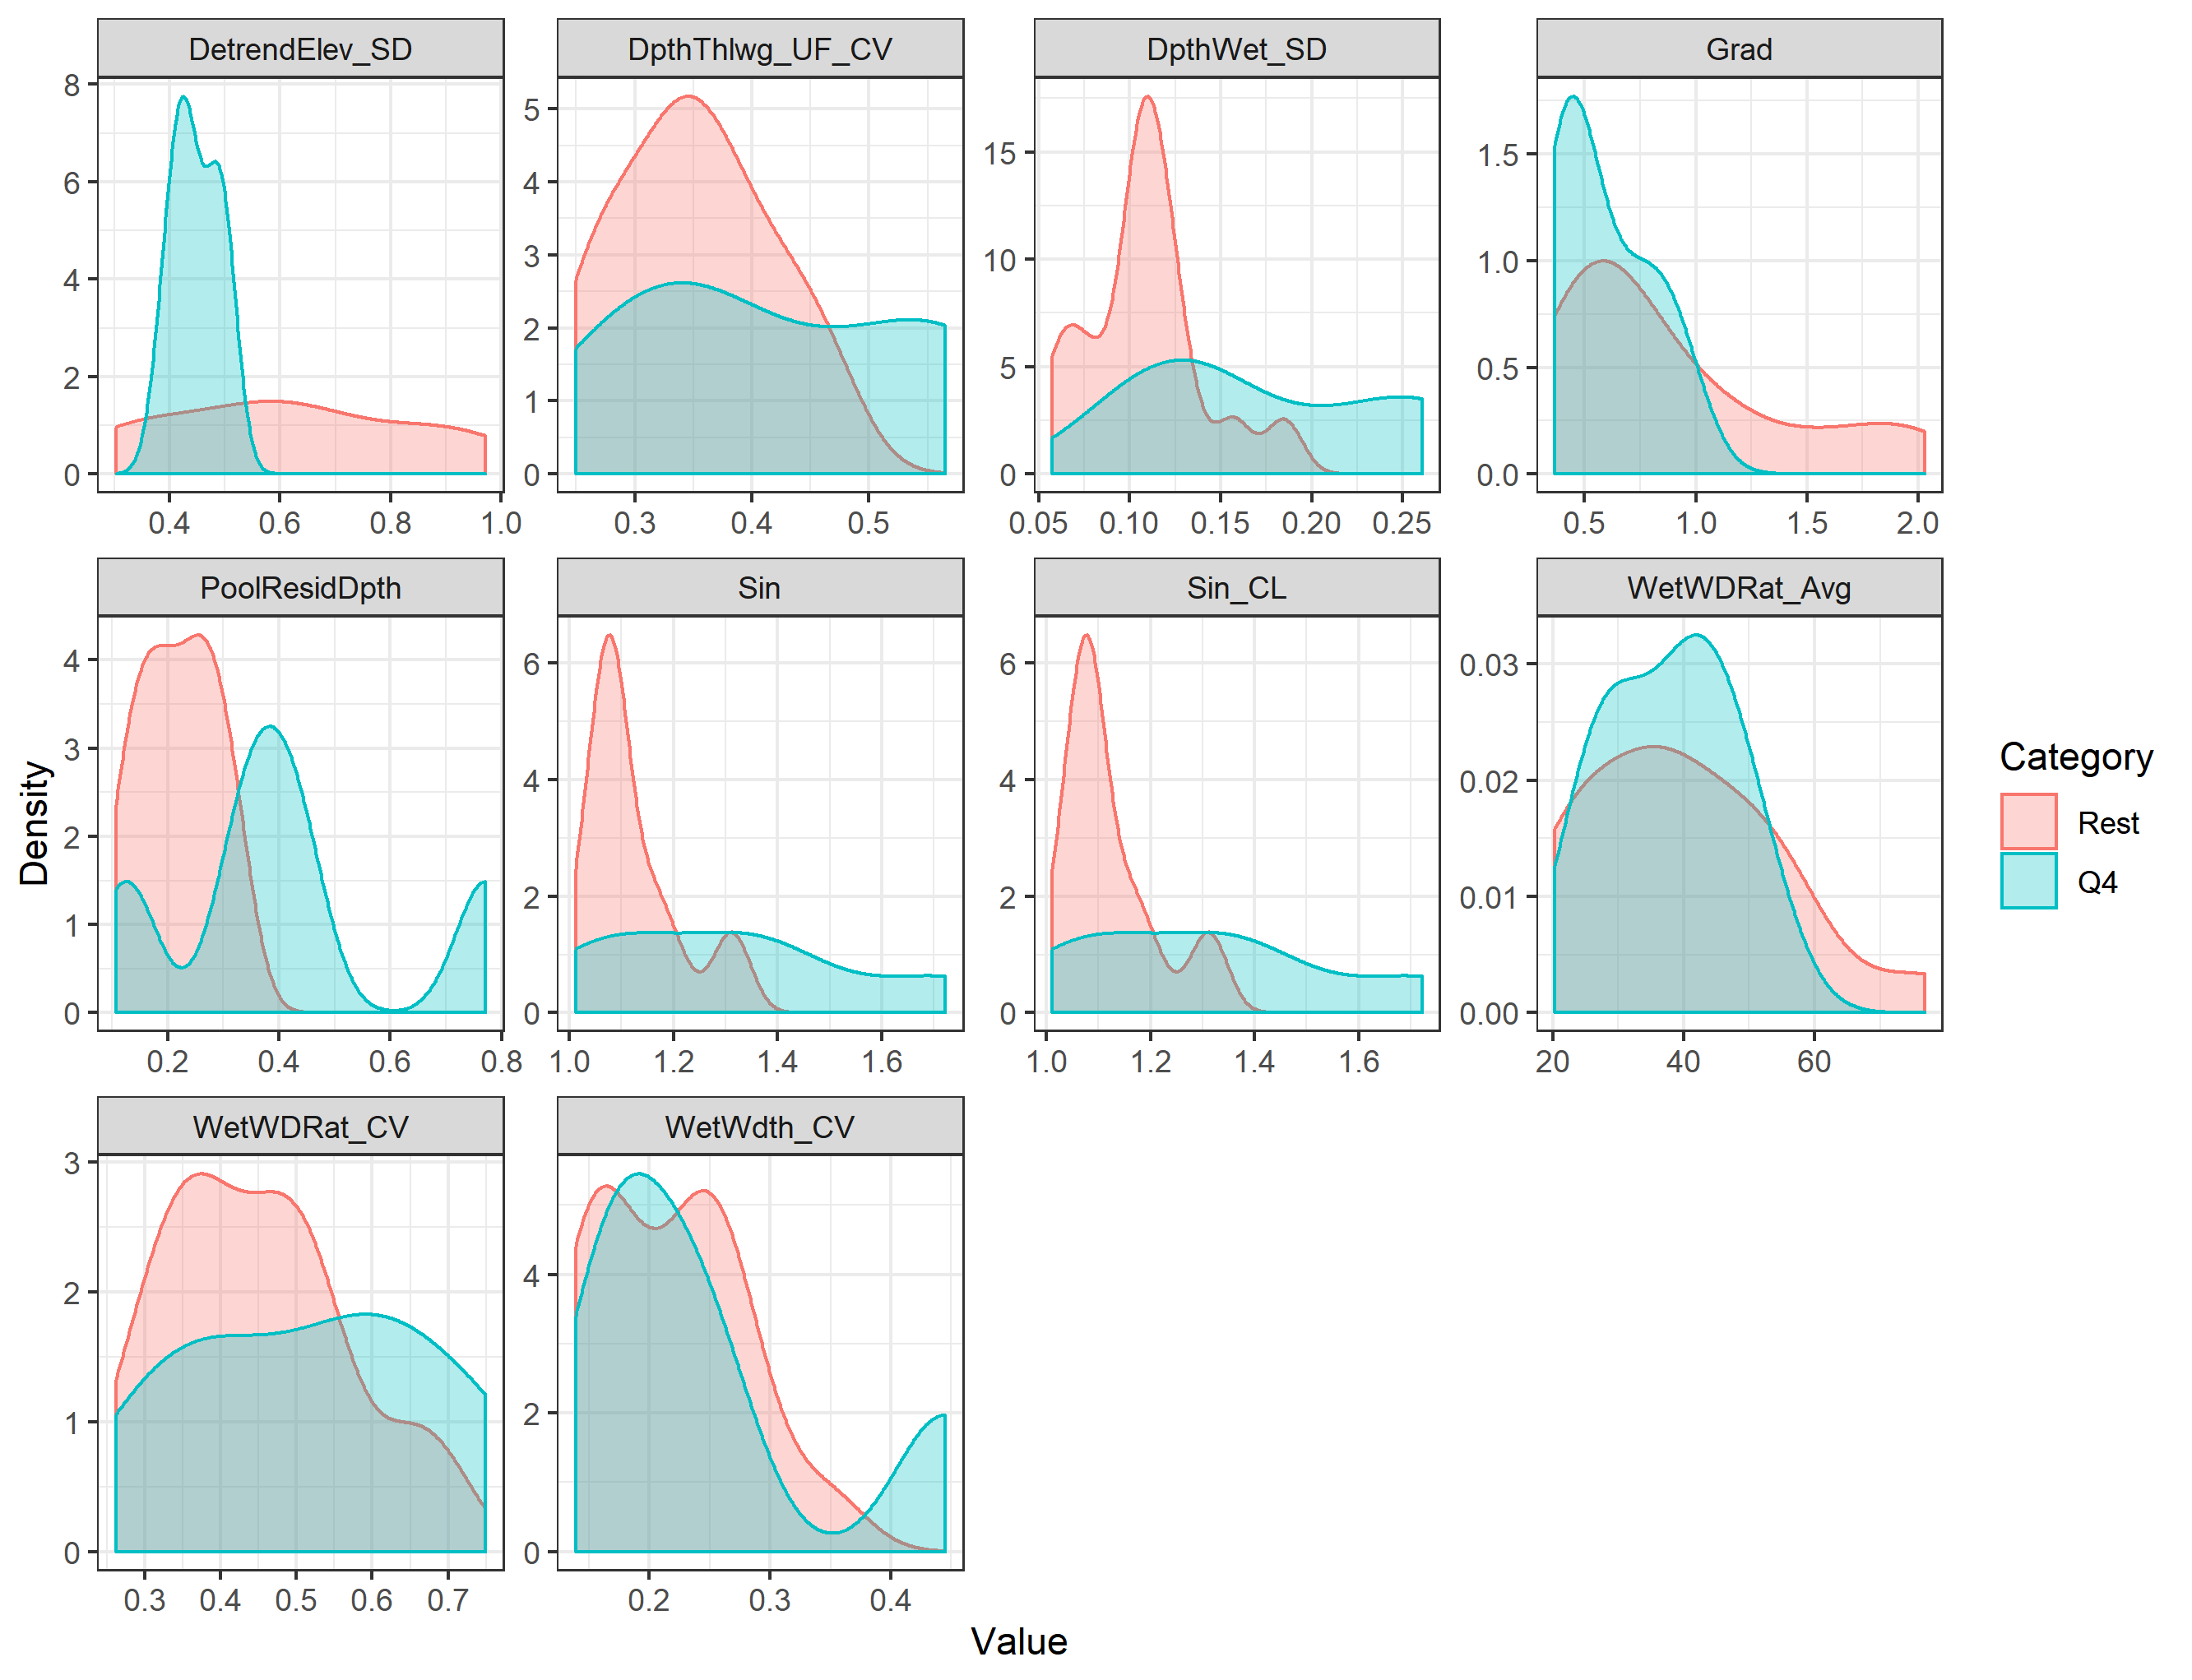 DetrendElev_SD DpthThlwg_UF_CV DpthWet_SD Grad
8
6
4
2
0
0.4 0.6 0.8 1.0
5
4
3
2
1
0
0.3 0.4 0.5
15
10
5
0
0.05 0.10 0.15 0.20 0.25
1.5
1.0
0.5
0.0
0.5 1.0 1.5 2.0
PoolResidDpth Sin Sin_CL WetWDRat_Avg
4
3
2
1
0
0.2 0.4 0.6 0.8
6
4
2
0
1.0 1.2 1.4 1.6
6
4
2
0
1.0 1.2 1.4 1.6
0.03
0.02
0.01
0.00
20 40 60
WetWDRat_CV WetWdth_CV
3
2
1
0
0.3 0.4 0.5 0.6 0.7
4
2
0
0.2 0.3 0.4
Density
Value
Category
Rest
Q4